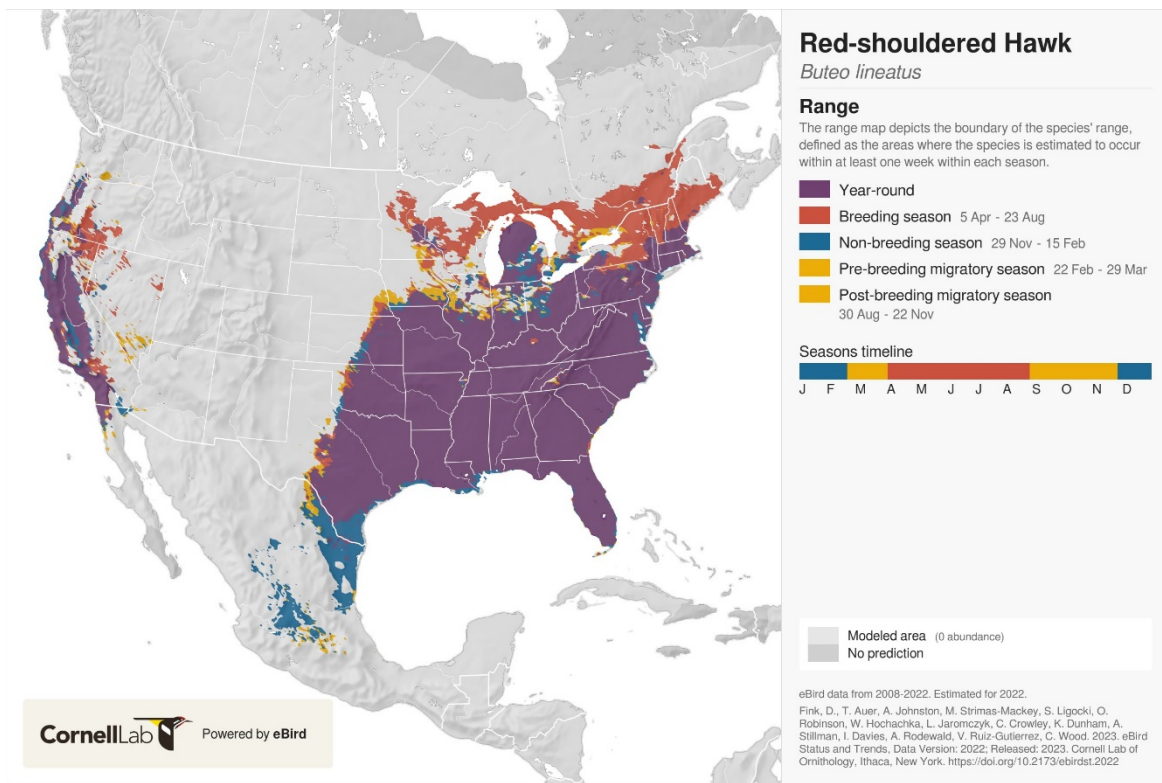 Red-shouldered Hawk
Buteo lineatus
Range
The range map depicts the boundary of the species' range,
defined as the areas where the species is estimated to occur
within at least one week within each season.
Year-round
Breeding season 5 Apr - 23 Aug
Non-breeding season 29 Nov - 15 Feb
Pre-breeding migratory season 22 Feb - 29 Mar
Post-breeding migratory season
30 Aug - 22 Nov
Seasons timeline
J F M A M J J A S O N D
Modeled area (0 abundance)
No prediction
eBird data from 2008-2022. Estimated for 2022.
Fink, D., T. Auer, A. Johnston, M. Strimas-Mackey, S. Ligocki, O.
Robinson, W. Hochachka, L. Jaromczyk, C. Crowley, K. Dunham, A.
Stillman, I. Davies, A. Rodewald, V. Ruiz-Gutierrez, C. Wood. 2023. eBird
Status and Trends, Data Version: 2022; Released: 2023. Cornell Lab of
Ornithology, Ithaca, New York. https://doi.org/10.2173/ebirdst.2022
CornellLab Powered by eBird